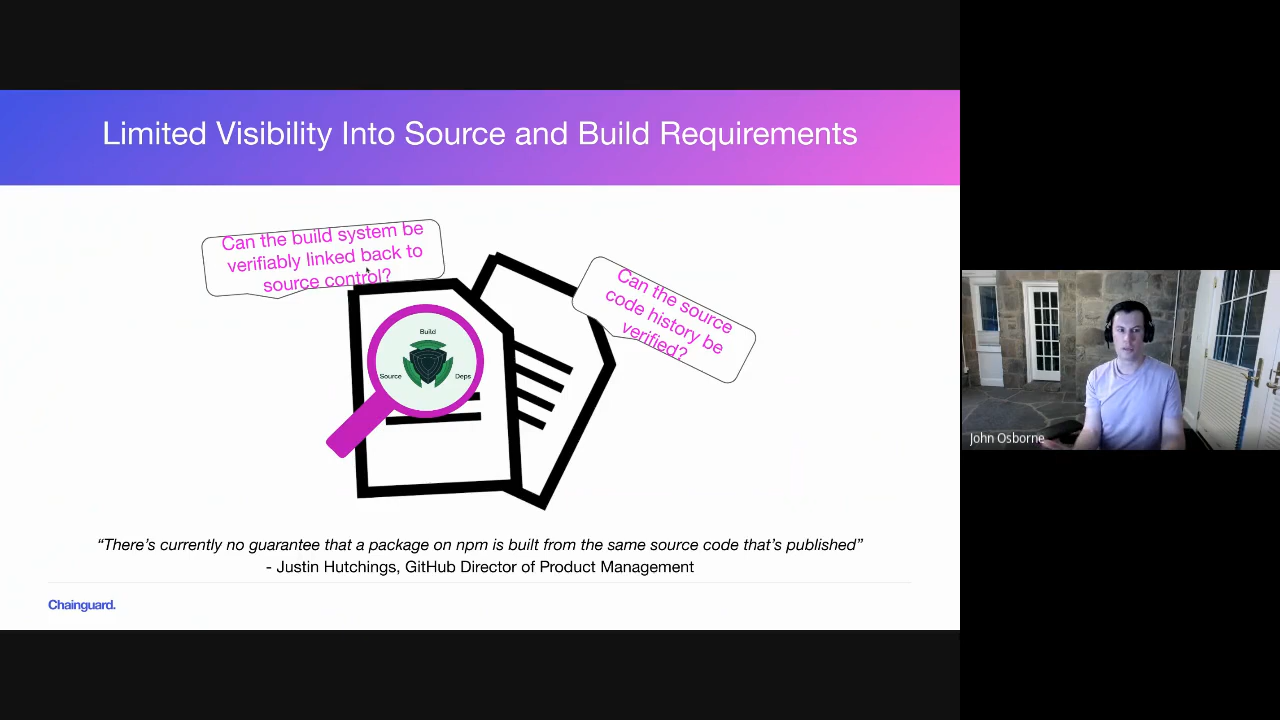 Limited Visibility Into Source and Build Requirements
Can the build system be
verifiably linked back to
source control?
Can the source
code history be
verified?
Build
Source
Deps
“There’s currently no guarantee that a package on npm is built from the same source code that’s published”
- Justin Hutchings, GitHub Director of Product Management
Chainguard.
John Osborne